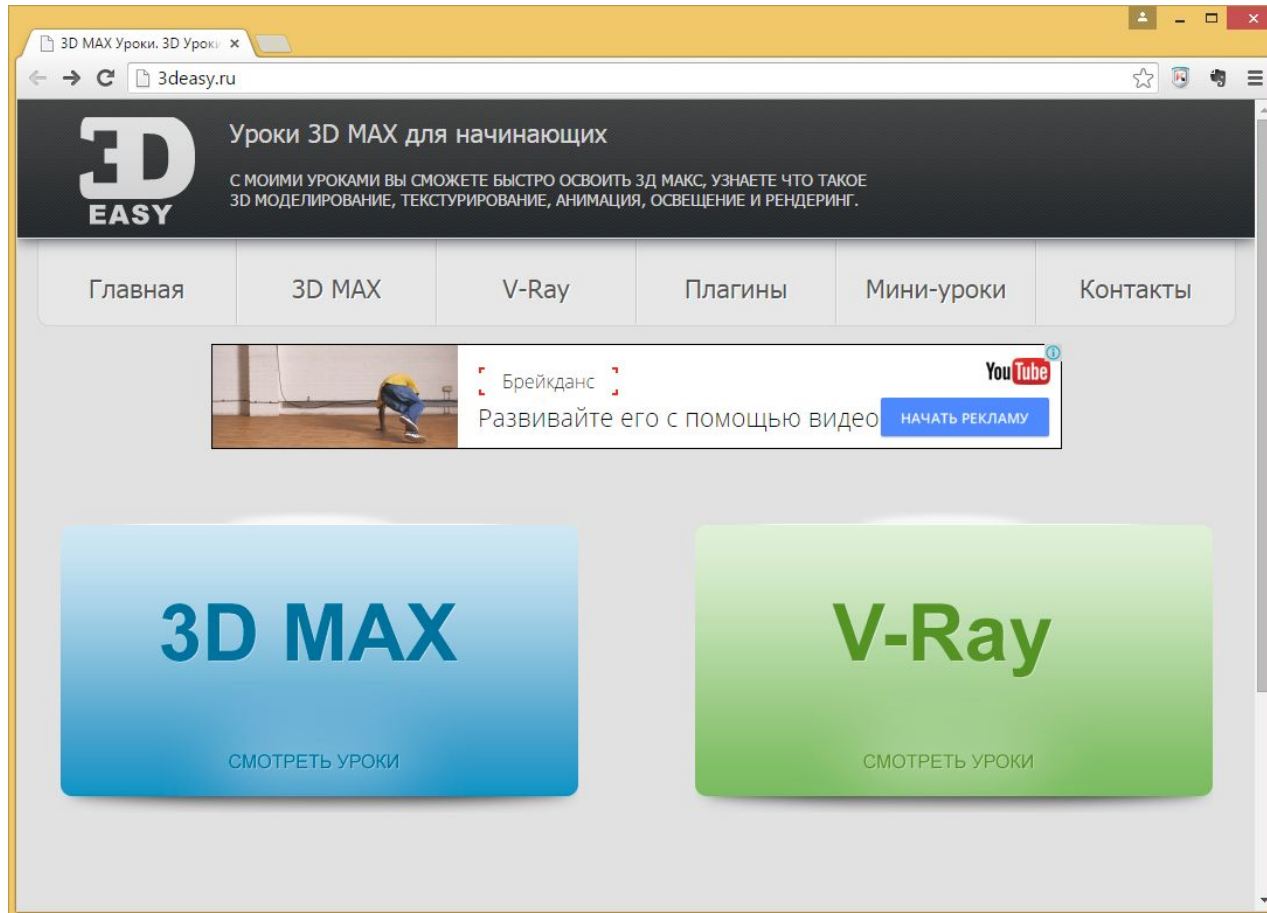 3D MAX Уроки. 3D Уроки
3deasy.ru
3D
EASY
Уроки 3D MAX для начинающих
С МОИМИ УРОКАМИ ВЫ СМОЖЕТЕ БЫСТРО ОСВОИТЬ 3Д МАКС, УЗНАЕТЕ ЧТО ТАКОЕ
3D МОДЕЛИРОВАНИЕ, ТЕКСТУРИРОВАНИЕ, АНИМАЦИЯ, ОСВЕЩЕНИЕ И РЕНДЕРИНГ.
Главная 3D MAX V-Ray Плагины Мини-уроки Контакты
Брейкданс
YouTube
Развивайте его с помощью видео
НАЧАТЬ РЕКЛАМУ
3D MAX
СМОТРЕТЬ УРОКИ
V-Ray
СМОТРЕТЬ УРОКИ